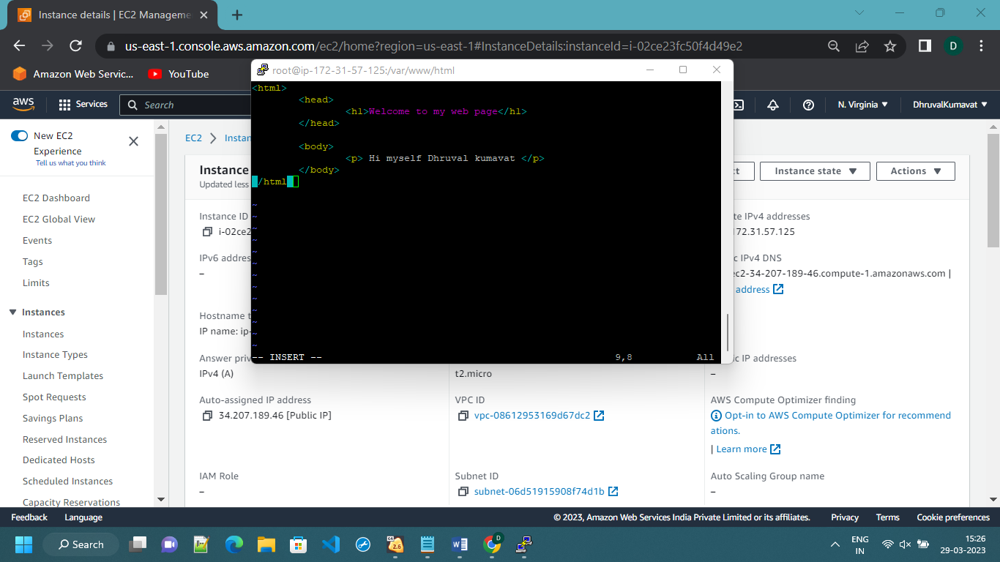 Instance details | EC2 Manageme
us-east-1.console.aws.amazon.com/ec2/home?region=us-east-1#InstanceDetails:instanceId=i-02ce23fc50f4d49e2
D
Amazon Web Servic...
YouTube
root@ip-172-31-57-125:/var/www/html
<html>
<head>
<h1>Welcome to my web page</h1>
</head>
<body>
<p> Hi myself Dhruval kumavat </p>
</body>
</html>
~
~
~
~
~
~
~
~
~
~
~
~
~
-- INSERT -- 9,8 All
aws
Services
Search
N. Virginia
DhruvalKumavat
New EC2
Experience
Tell us what you think
EC2 Dashboard
EC2 Global View
Events
Tags
Limits
Instances
Instances
Instance Types
Launch Templates
Spot Requests
Savings Plans
Reserved Instances
Dedicated Hosts
Scheduled Instances
Capacity Reservations
EC2 > Instan
Instance
Updated less
ct
Instance state
Actions
Instance ID
i-02ce2
te IPv4 addresses
172.31.57.125
IPv6 addres
–
c IPv4 DNS
ec2-34-207-189-46.compute-1.amazonaws.com |
address
Hostname t
IP name: ip-
Answer priv
IPv4 (A)
t2.micro
ic IP addresses
–
Auto-assigned IP address
34.207.189.46 [Public IP]
VPC ID
vpc-08612953169d67dc2
AWS Compute Optimizer finding
Opt-in to AWS Compute Optimizer for recommend
ations.
| Learn more
IAM Role
–
Subnet ID
subnet-06d51915908f74d1b
Auto Scaling Group name
–
Feedback
Language
© 2023, Amazon Web Services India Private Limited or its affiliates.
Privacy
Terms
Cookie preferences
Search
ENG
IN
15:26
29-03-2023